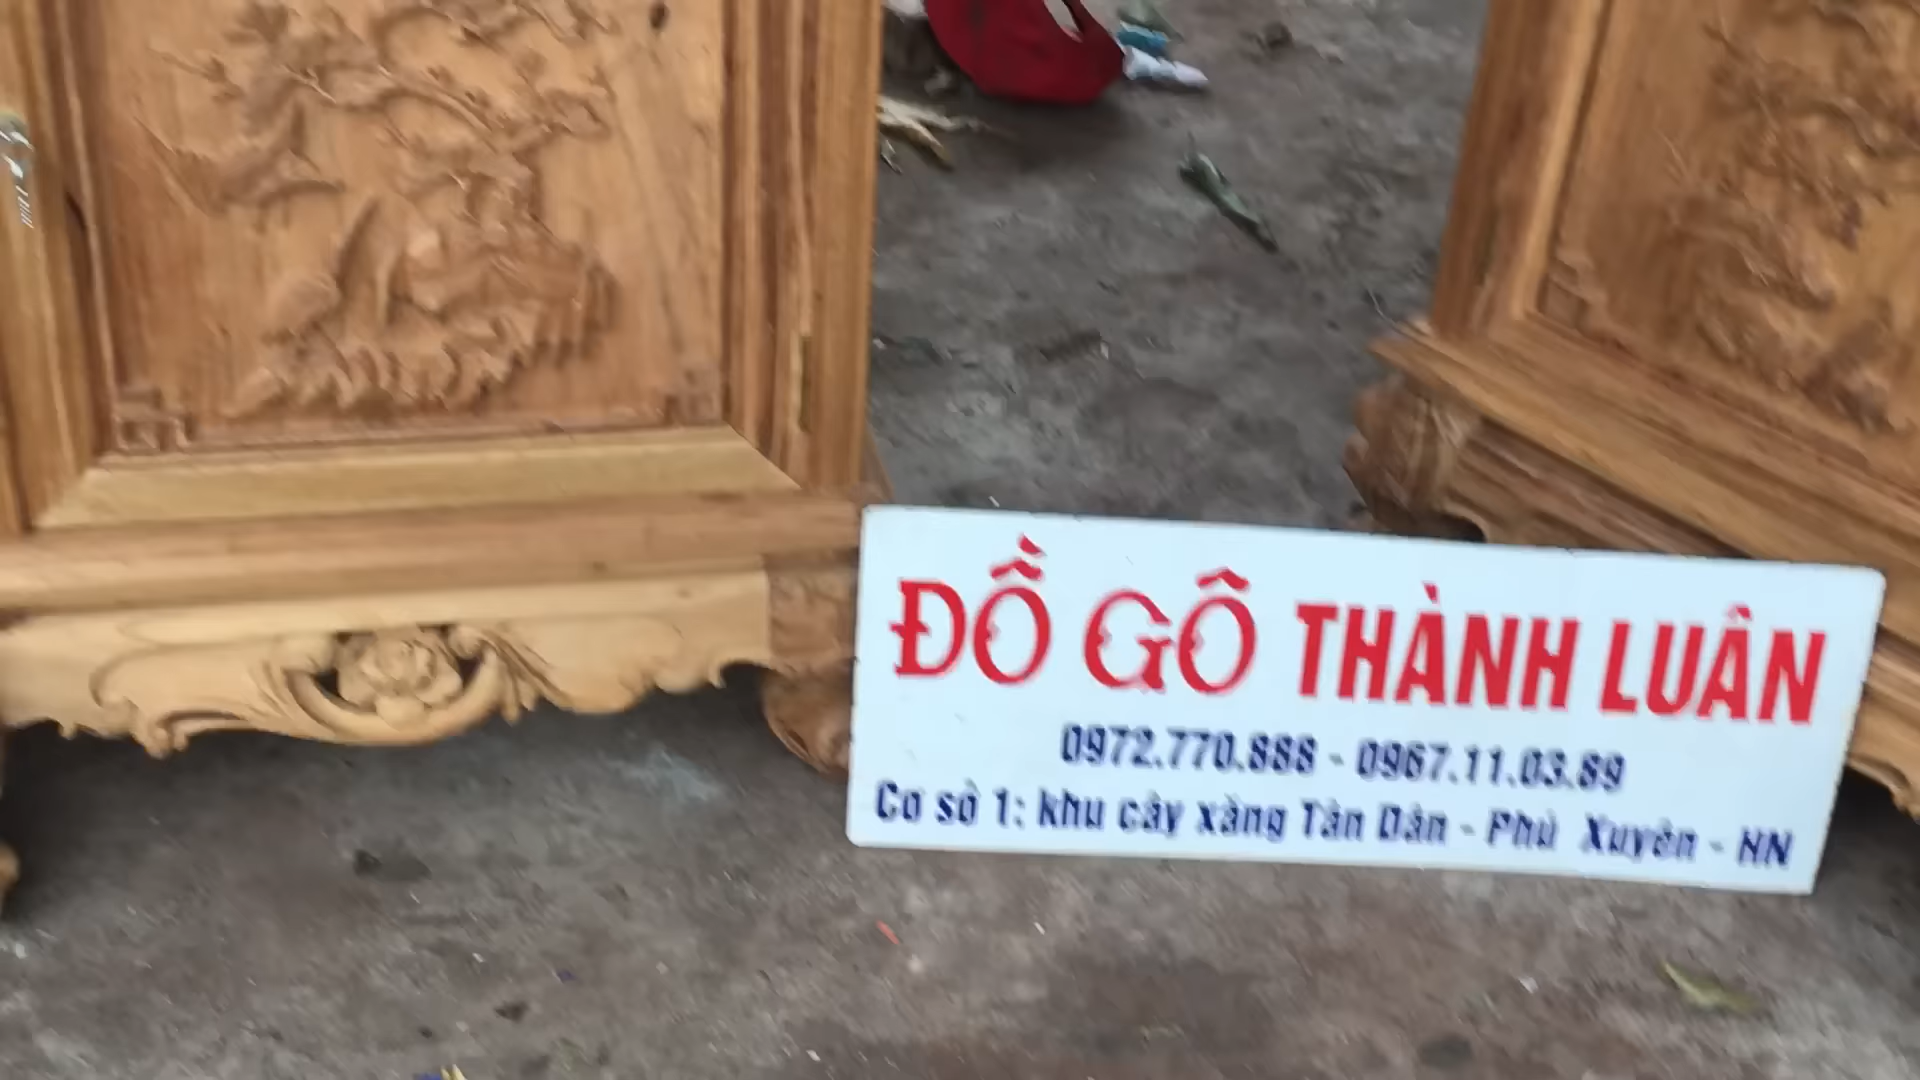 ĐỒ GỖ THÀNH LUÂN
0972.770.888 - 0967.11.03.89
Cơ sở 1: khu cây xăng Tân Dân - Phú Xuyên - HN